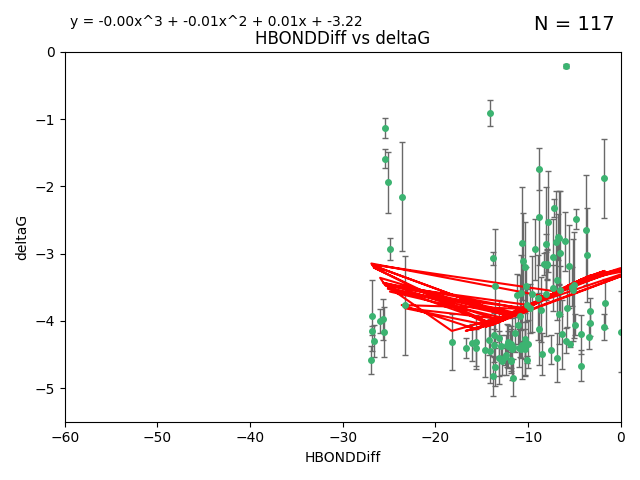 y = -0.00x^3 + -0.01x^2 + 0.01x + -3.22
N = 117
HBONDDiff vs deltaG
0
−1
−2
−3
−4
−5
deltaG
−60 −50 −40 −30 −20 −10 0
HBONDDiff